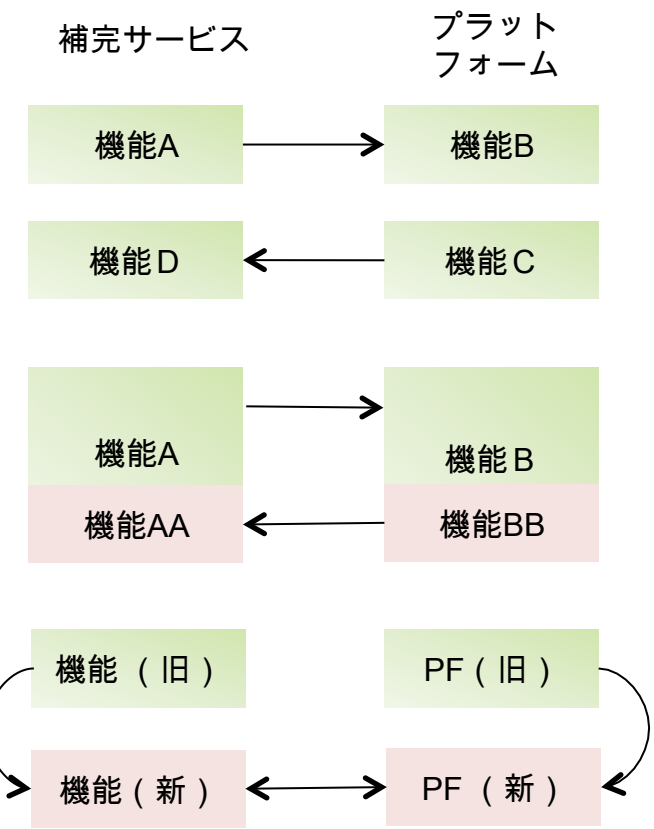 補完サービス
プラット
フォーム
機能A
機能B
機能D
機能C
機能A
機能B
機能AA
機能BB
機能（旧）
PF（旧）
機能（新）
PF（新）